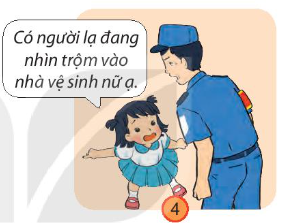 Có người lạ đang
nhìn trộm vào
nhà vệ sinh nữ ạ.
4